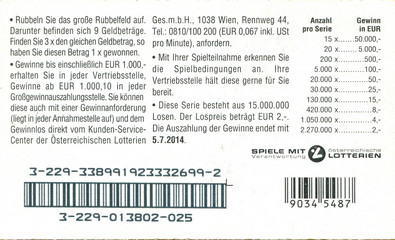 • Rubbeln Sie das große Rubbelfeld auf.
Darunter befinden sich 9 Geldbeträge.
Finden Sie 3 x den gleichen Geldbetrag, so
haben Sie diesen Betrag 1 x gewonnen.
• Gewinne bis einschließlich EUR 1.000,-
erhalten Sie in jeder Vertriebsstelle,
Gewinne ab EUR 1.000,10 in jeder
Großgewinnauszahlungsstelle. Sie können
diese auch mit einer Gewinnanforderung
(liegt in jeder Annahmestelle auf) und dem
Gewinnlos direkt vom Kunden-Service-
Center der Österreichischen Lotterien
Ges.m.b.H., 1038 Wien, Rennweg 44,
Tel.: 0810/100 200 (EUR 0,067 inkl. USt
pro Minute), anfordern.
• Mit Ihrer Spielteilnahme erkennen Sie
die Spielbedingungen an. Ihre
Vertriebsstelle hält diese gerne für Sie
bereit.
• Diese Serie besteht aus 15.000.000
Losen. Der Lospreis beträgt EUR 2,-.
Die Auszahlung der Gewinne endet mit
5.7.2014.
Anzahl Gewinn
pro Serie in EUR
15 x.......50.000,-
20 x.........5.000,-
200 x............500,-
5.000 x............100,-
20.000 x..............20,-
30.000 x..............25,-
130.000 x..............15,-
420.000 x................8,-
1.050.000 x................4,-
2.270.000 x................2,-
SPIELE MIT österreichische
Verantwortung LOTTERIEN
3-229-3389919233332699-2
3-229-013802-025
9034 5487